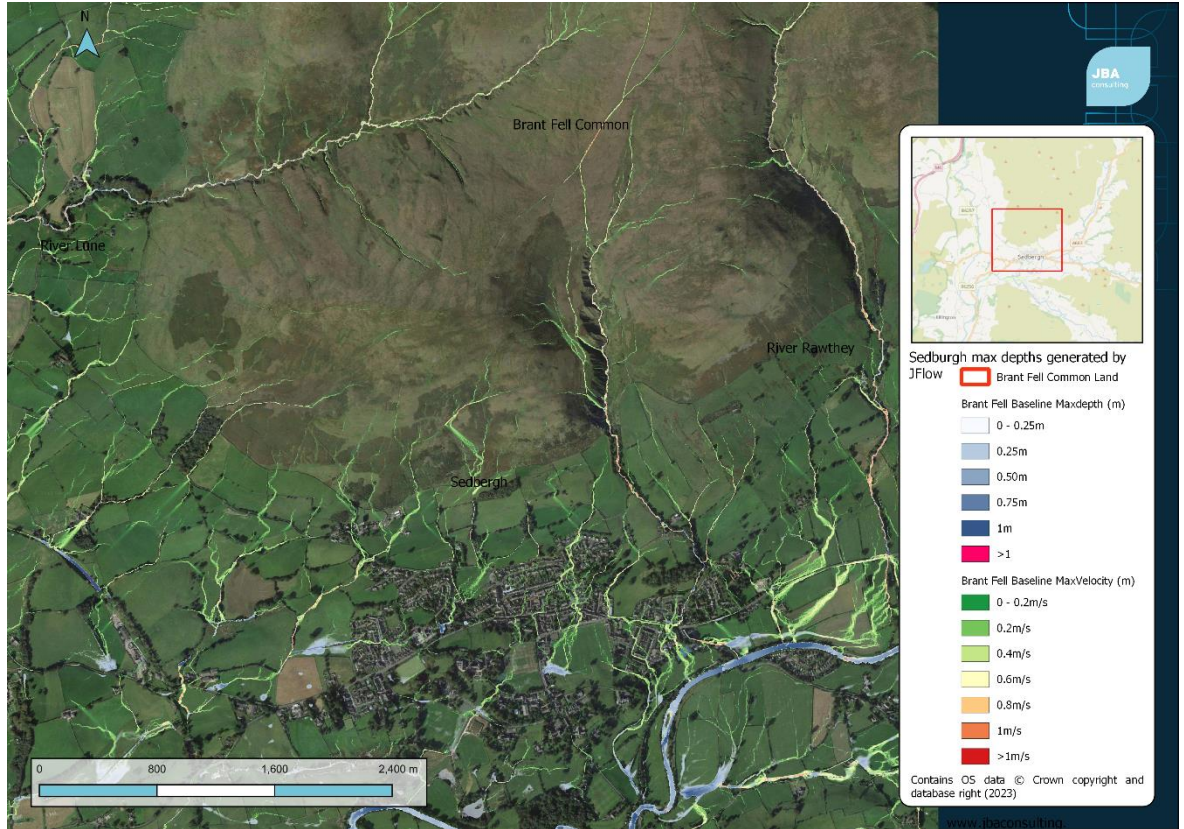 N
JBA
consulting
Brant Fell Common
River Lune
River Rawthey
Sedbergh
0 800 1,600 2,400 m
Sedbergh
Sedburgh max depths generated by
JFlow
Brant Fell Common Land
Brant Fell Baseline Maxdepth (m)
0 - 0.25m
0.25m
0.50m
0.75m
1m
>1
Brant Fell Baseline MaxVelocity (m)
0 - 0.2m/s
0.2m/s
0.4m/s
0.6m/s
0.8m/s
1m/s
>1m/s
Contains OS data © Crown copyright and
database right (2023)
www.jbaconsulting.